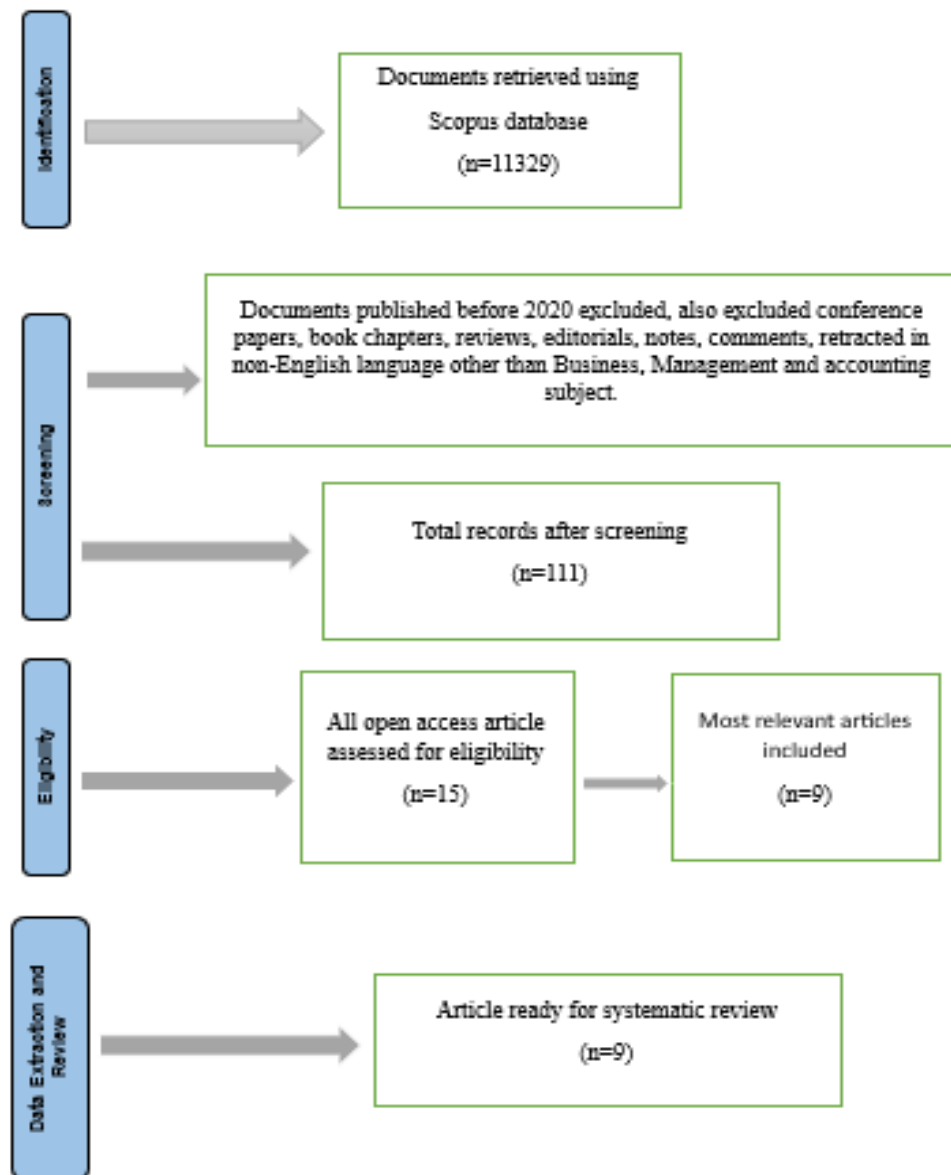 Identification
Documents retrieved using
Scopus database
(n=11329)
Screening
Documents published before 2020 excluded, also excluded conference
papers, book chapters, reviews, editorials, notes, comments, retracted in
non-English language other than Business, Management and accounting
subject.
Total records after screening
(n=111)
Eligibility
All open access article
assessed for eligibility
(n=15)
Most relevant articles
included
(n=9)
Data Extraction and
Review
Article ready for systematic review
(n=9)